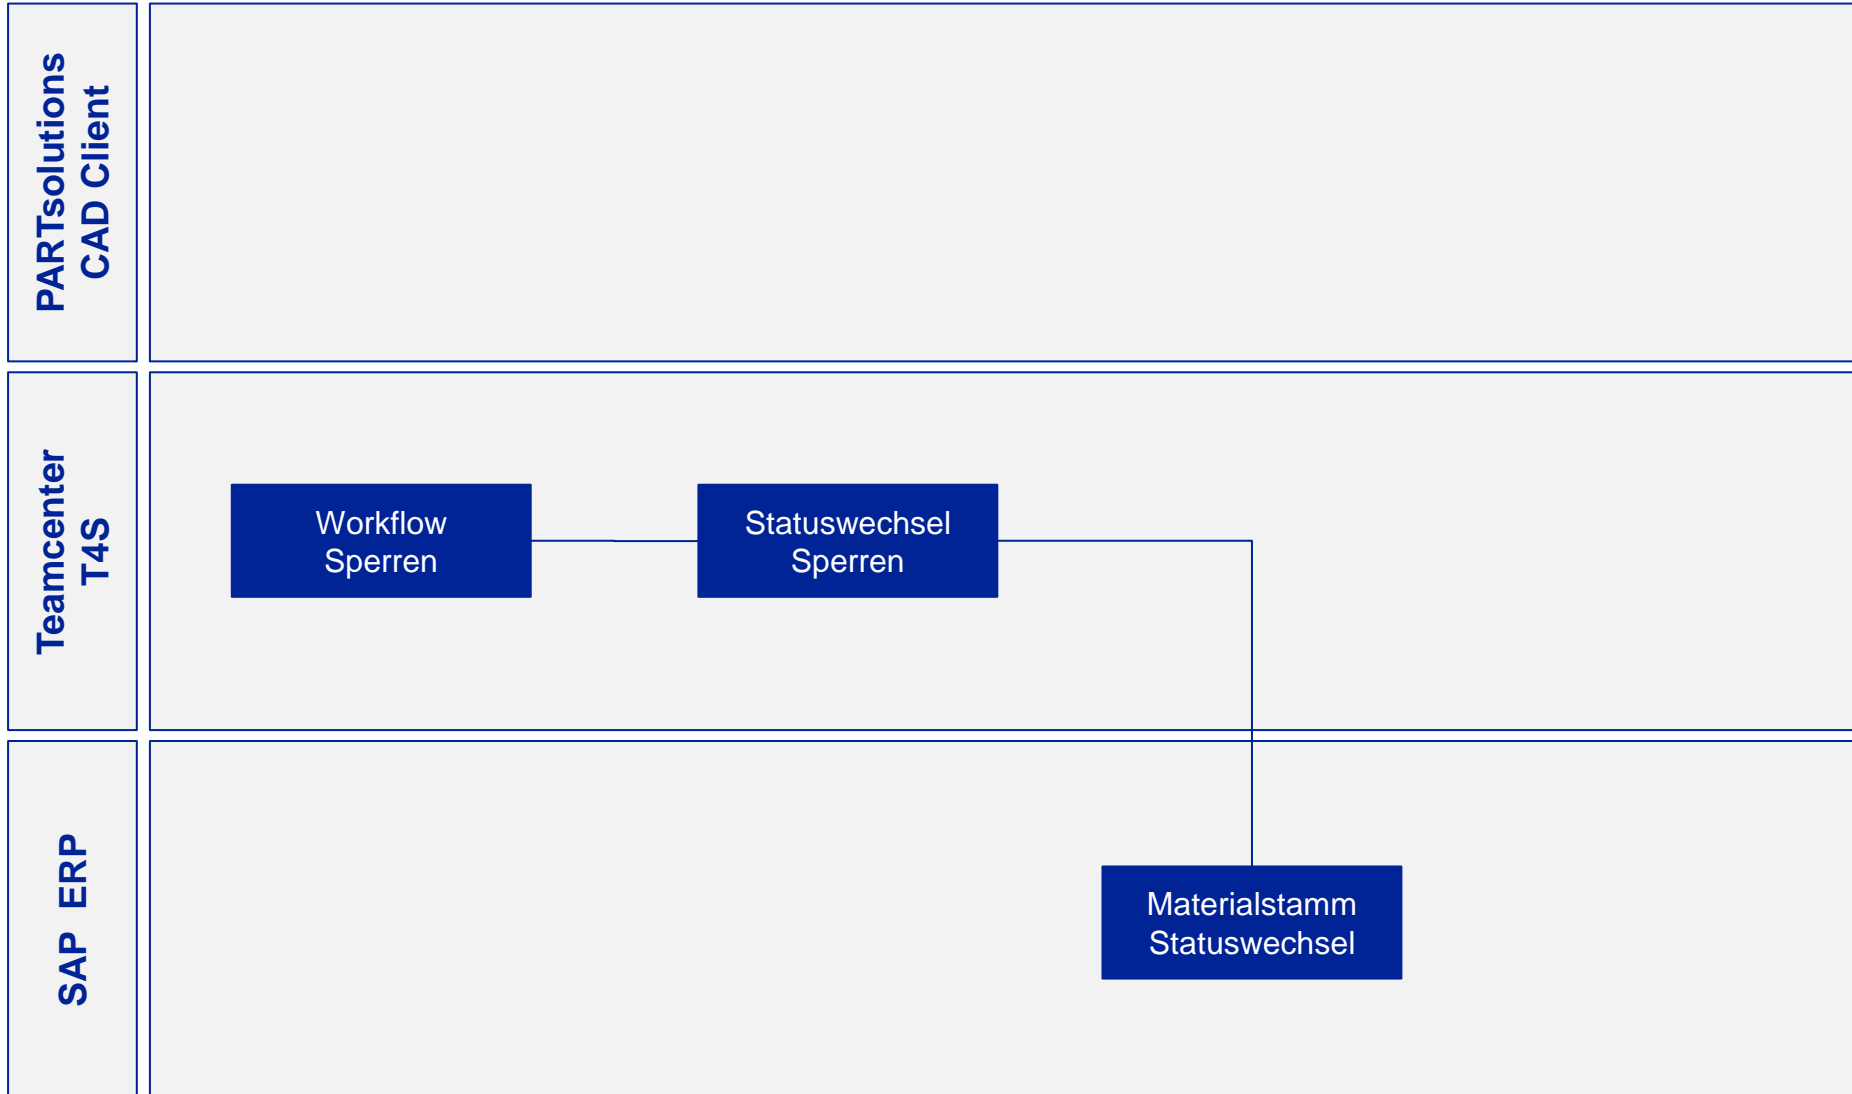 PARTsolutions
CAD Client
Teamcenter
T4S
Workflow
Sperren
Statuswechsel
Sperren
SAP ERP
Materialstamm
Statuswechsel